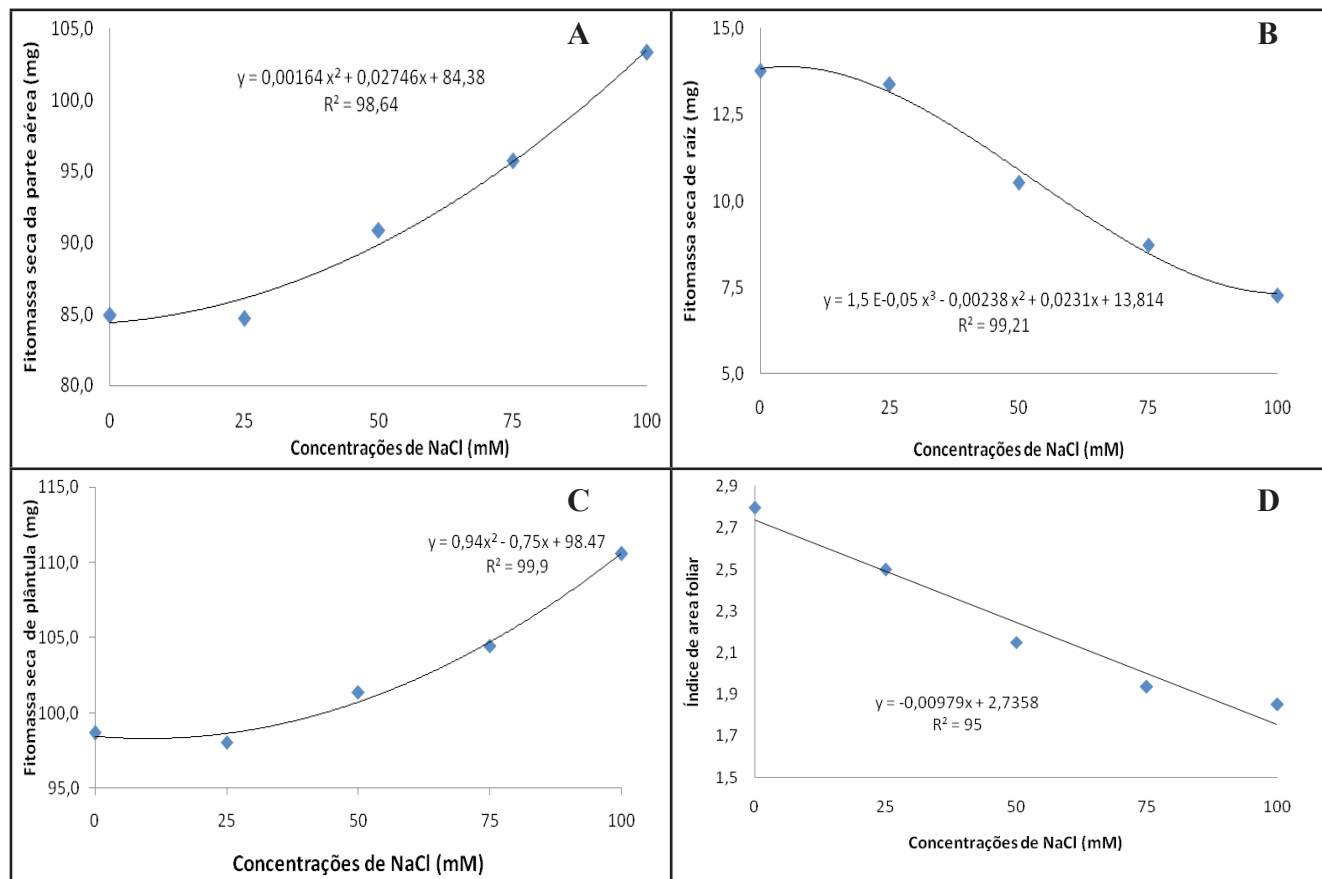 A
Fitomassa seca da parte aérea (mg)
105,0
100,0
95,0
90,0
85,0
80,0
y = 0,00164 x² + 0,02746x + 84,38
R² = 98,64
0 25 50 75 100
Concentrações de NaCl (mM)
B
Fitomassa seca de raíz (mg)
15,0
12,5
10,0
7,5
5,0
y = 1,5 E-0,05 x³ - 0,00238 x² + 0,0231x + 13,814
R² = 99,21
0 25 50 75 100
Concentrações de NaCl (mM)
C
Fitomassa seca de plântula (mg)
115,0
110,0
105,0
100,0
95,0
y = 0,94x² - 0,75x + 98.47
R² = 99,9
0 25 50 75 100
Concentrações de NaCl (mM)
D
Índice de area foliar
2,9
2,7
2,5
2,3
2,1
1,9
1,7
1,5
y = -0,00979x + 2,7358
R² = 95
0 25 50 75 100
Concentrações de NaCl (mM)